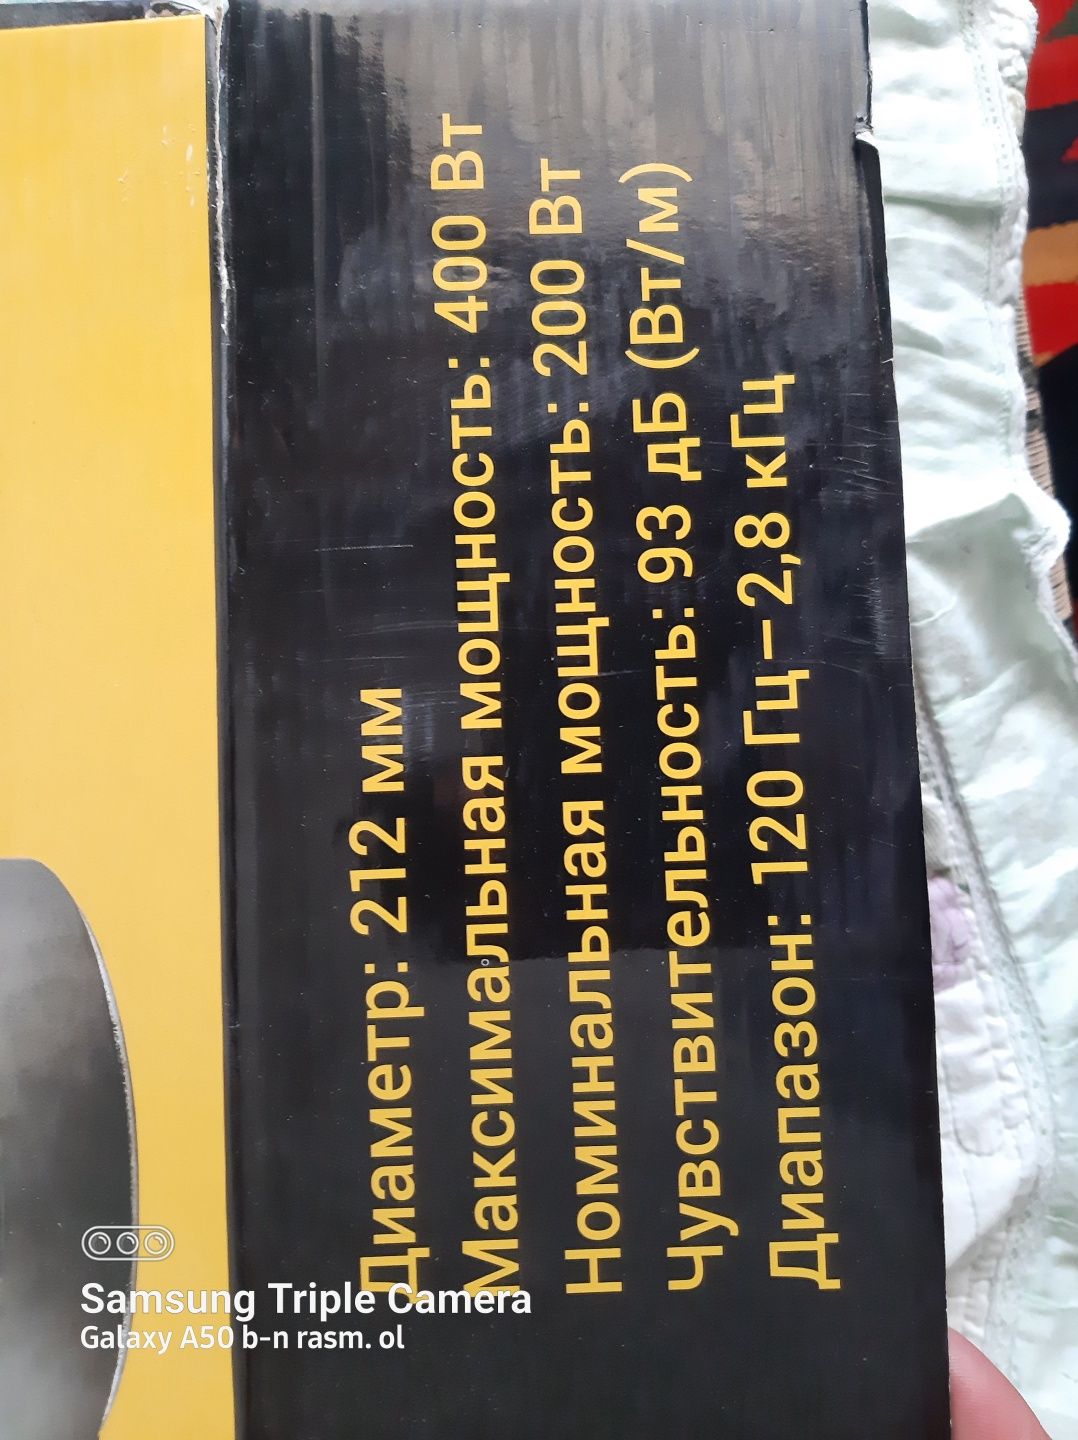 Диаметр: 212 мм
Максимальная мощность: 400 Вт
Номинальная мощность: 200 Вт
Чувствительность: 93 дБ (Вт/м)
Диапазон: 120 Гц – 2,8 кГц
Samsung Triple Camera
Galaxy A50 b-n rasm. ol